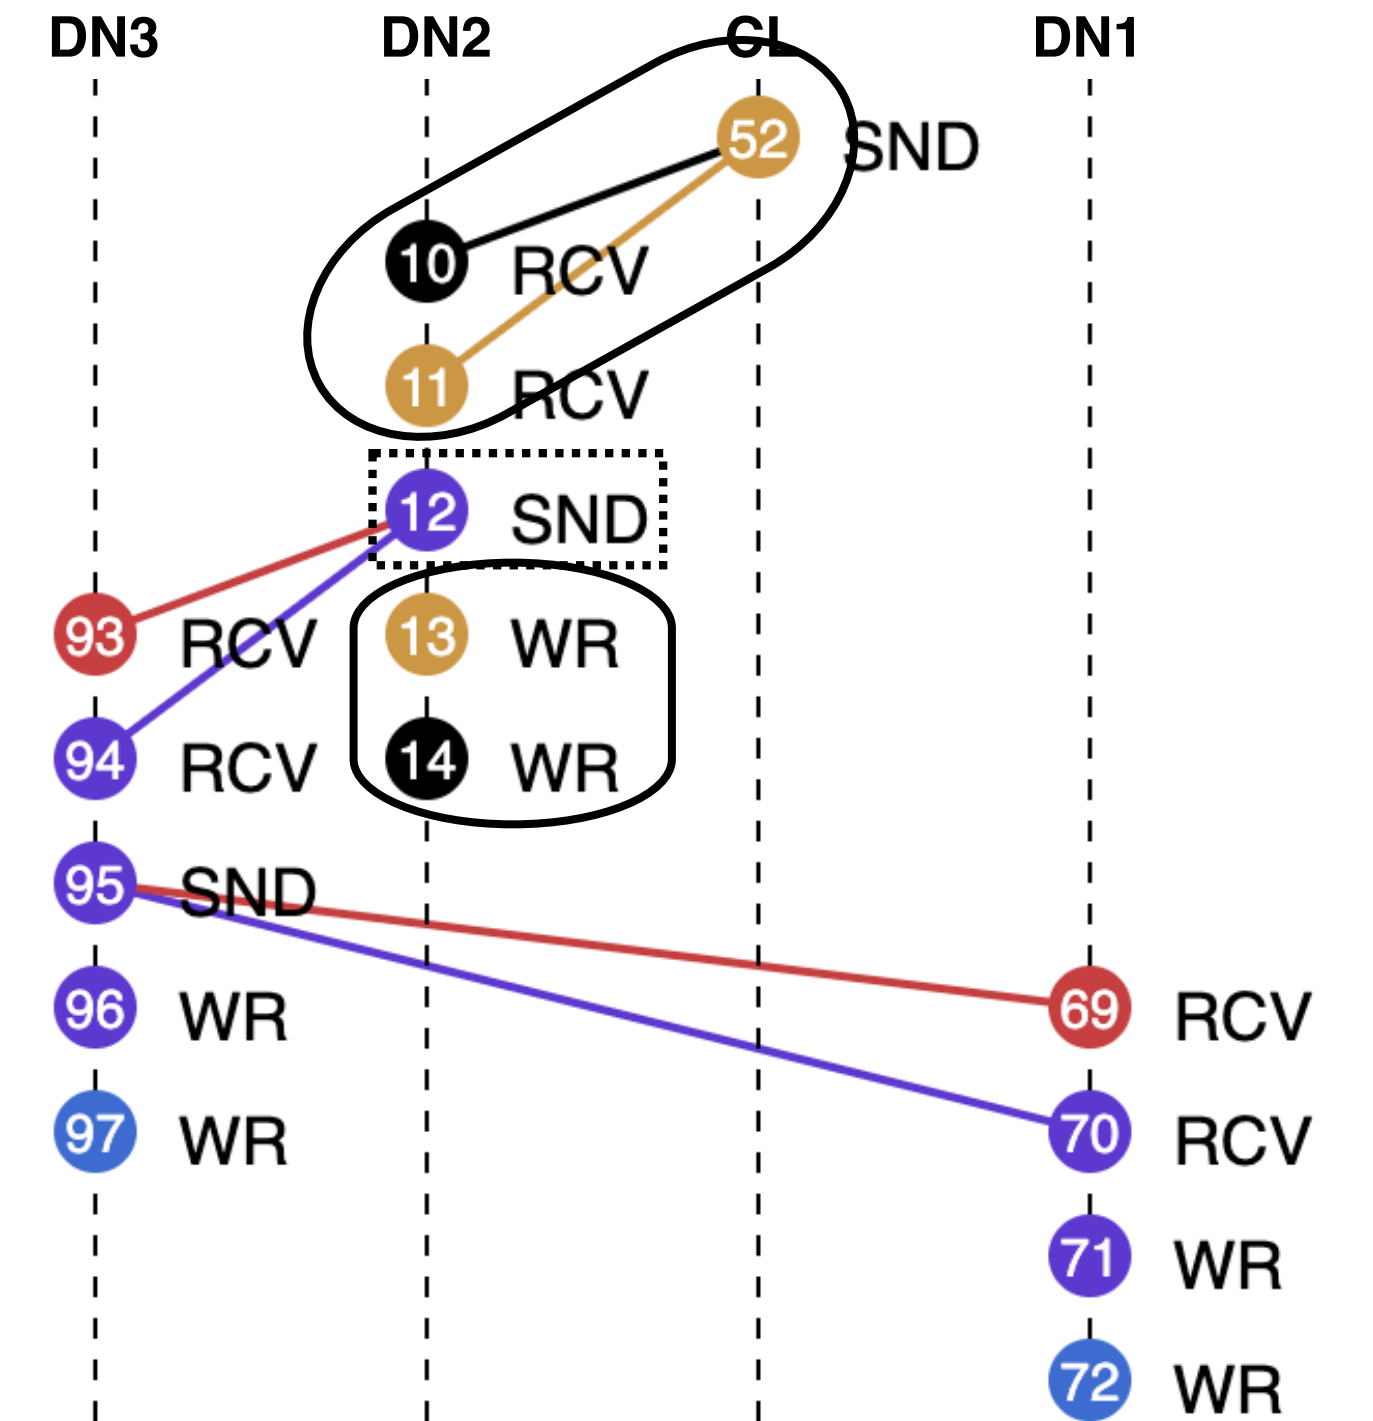 DN3 DN2 CL DN1
52 SND
10 RCV
11 RCV
12 SND
93 RCV 13 WR
94 RCV 14 WR
95 SND
96 WR 69 RCV
97 WR 70 RCV
71 WR
72 WR